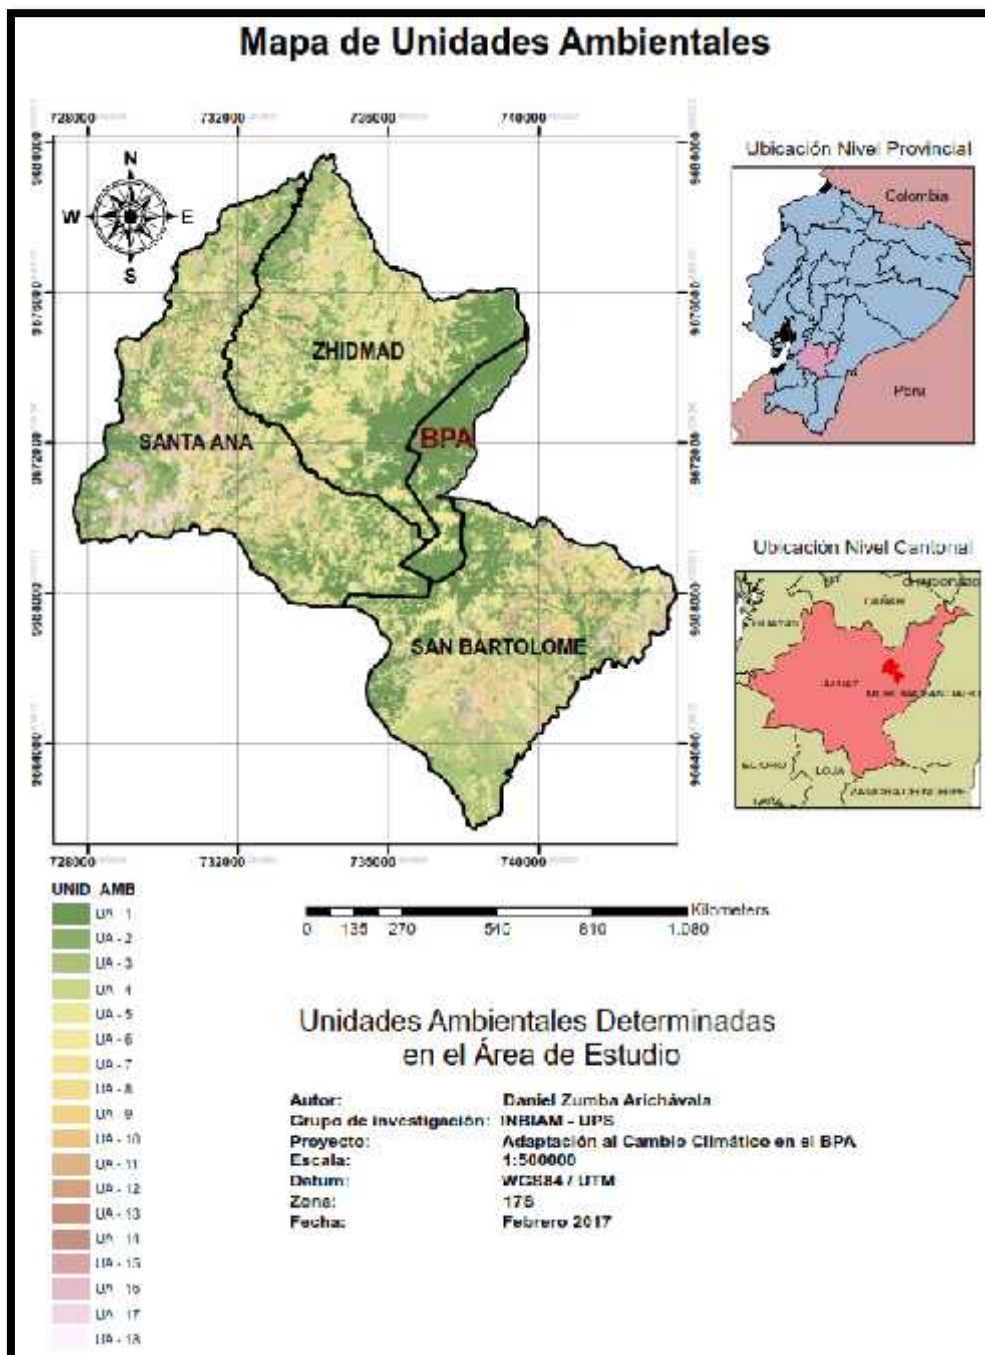 Mapa de Unidades Ambientales
728000 732000 736000 740000
N
W E
S
ZHIDMAD
SANTA ANA
BPA
SAN BARTOLOME
728000 732000 736000 740000
Ubicación Nivel Provincial
Colombia
Peru
Ubicación Nivel Cantonal
CAÑAR
AZUAY
EL ORO
LOJA
UNID_AMB
UA - 1
UA - 2
UA - 3
UA - 4
UA - 5
UA - 6
UA - 7
UA - 8
UA - 9
UA - 10
UA - 11
UA - 12
UA - 13
UA - 14
UA - 15
UA - 16
UA - 17
UA - 18
Kilometers
0 135 270 540 810 1.080
Unidades Ambientales Determinadas
en el Área de Estudio
Autor: Daniel Zumba Arichávala
Grupo de investigación: INBIAM - UPS
Proyecto: Adaptación al Cambio Climático en el BPA
Escala: 1:500000
Datum: WGS84 / UTM
Zona: 17S
Fecha: Febrero 2017